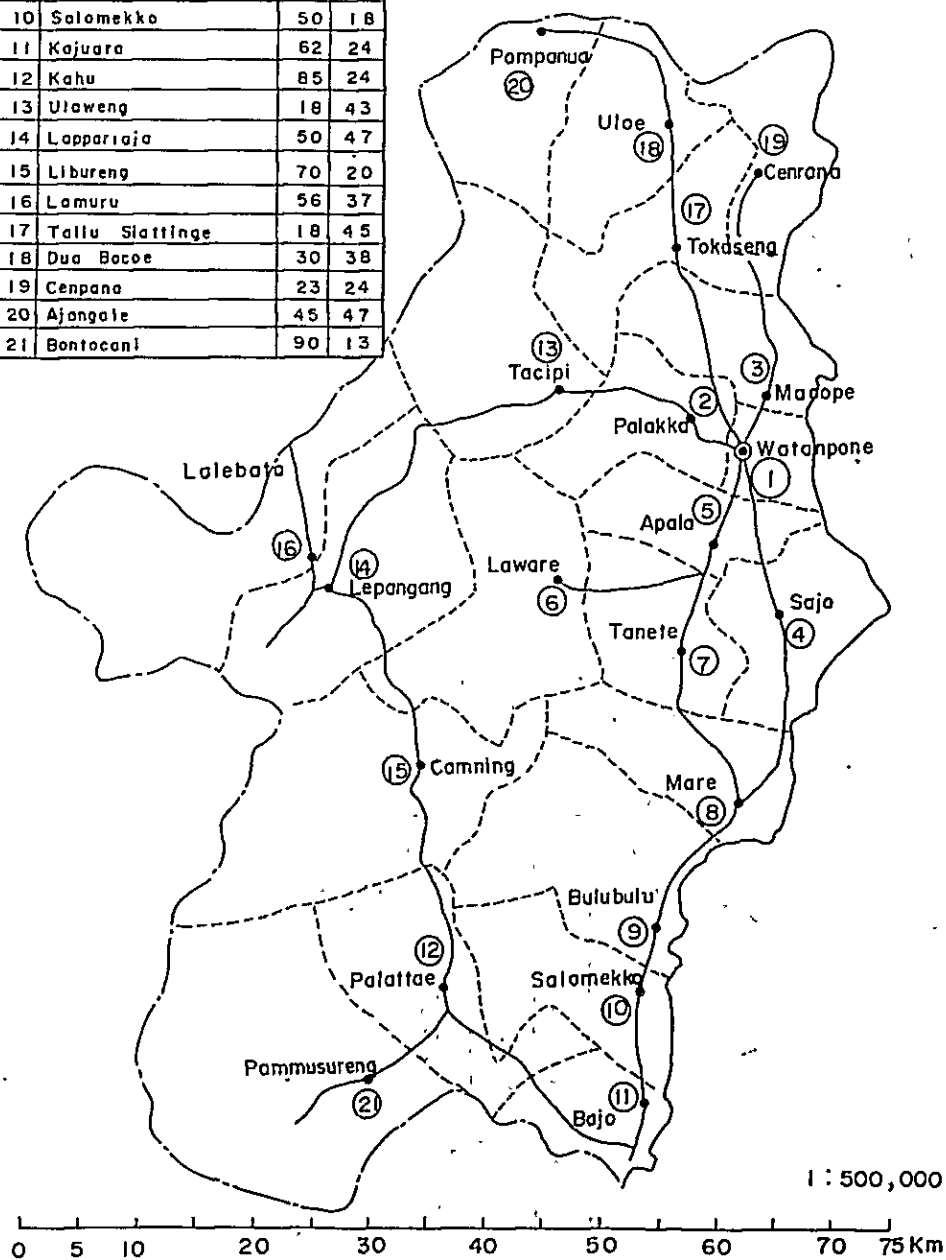 10 Salomekko 50 18
11 Kajuara 62 24
12 Kahu 85 24
13 Ulaweng 18 43
14 Lappariaja 50 47
15 Libureng 70 20
16 Lamuru 56 37
17 Tallu Siattinge 18 45
18 Dua Bocoe 30 38
19 Cenpana 23 24
20 Ajangale 45 47
21 Bontocani 90 13
Pompanua
20
Uloe
18
19
Cenrana
17
Tokaseng
13
Tacipi
3
Madope
2
Palakka
Watanpone
1
Lalebata
5
Apala
16
14
Lepangang
Laware
6
Saja
4
Tanete
7
15
Camning
Mare
8
Bulubulu
9
12
Palattae
Salamekko
10
Pammusureng
21
11
Bajo
1 : 500,000
0 5 10 20 30 40 50 60 70 75 Km